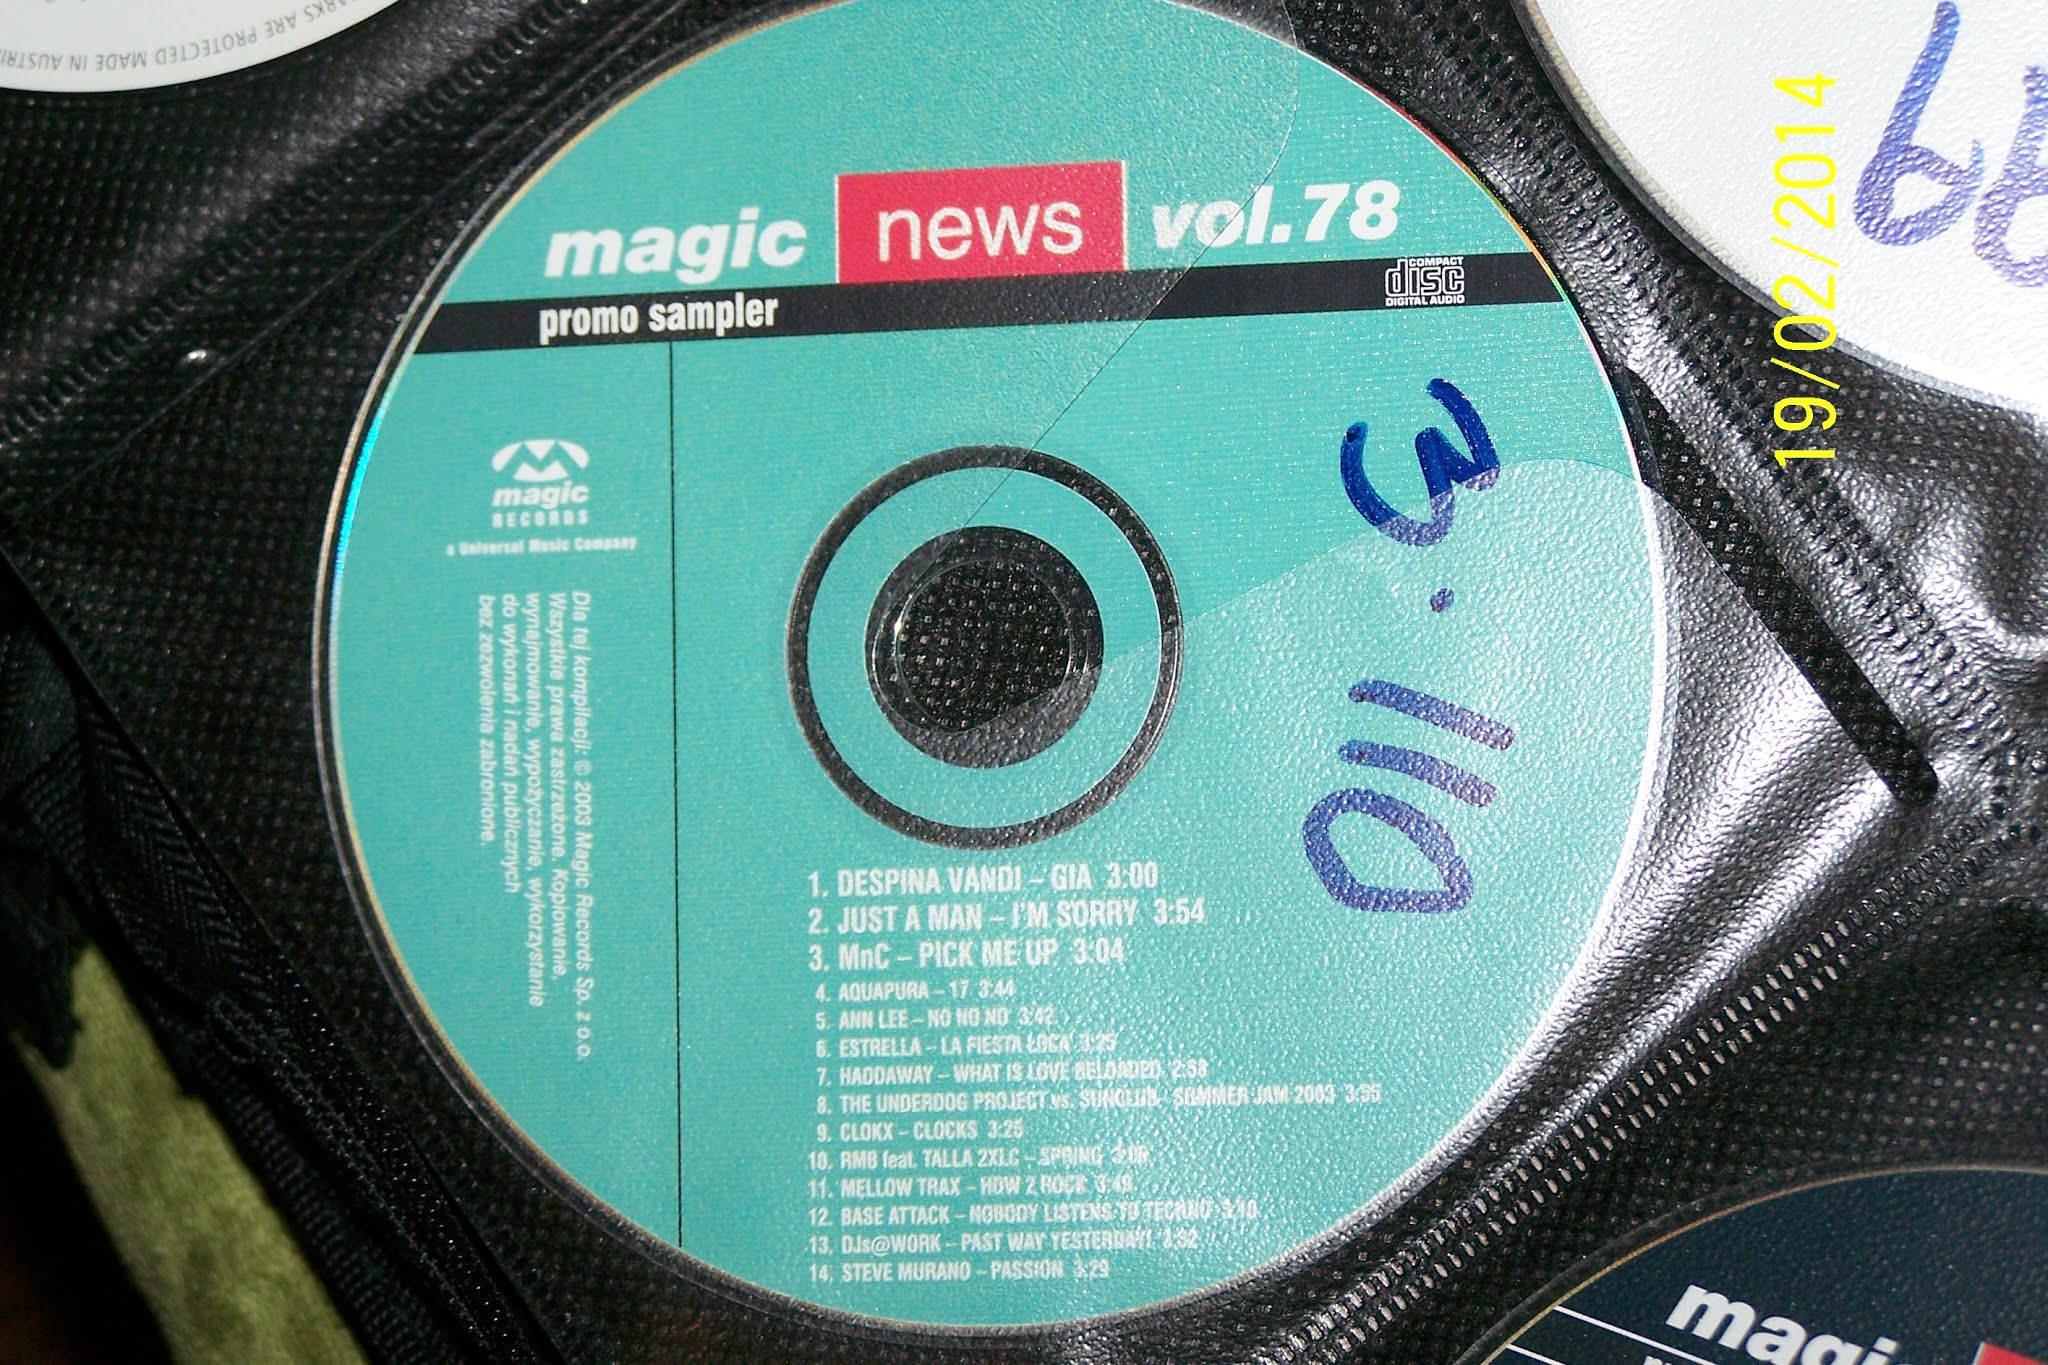 MARKS ARE PROTECTED MADE IN AUSTRI
magic news vol.78
promo sampler
COMPACT
disc
DIGITAL AUDIO
magic
RECORDS
a Universal Music Company
Dla tej kompilacji: © 2003 Magic Records Sp. z o.o.
Wszystkie prawa zastrzeżone. Kopiowanie,
wynajmowanie, wypożyczanie, wykorzystanie
do wykonań i nadań publicznych
bez zezwolenia zabronione.
1. DESPINA VANDI – GIA 3:00
2. JUST A MAN – I'M SORRY 3:54
3. MnC – PICK ME UP 3:04
4. AQUAPURA – 17 3:44
5. ANN LEE – NO NO NO 3:42
6. ESTRELLA – LA FIESTA LOCA 3:25
7. HADDAWAY – WHAT IS LOVE RELOADED 2:58
8. THE UNDERDOG PROJECT vs. SUNCLUB - SUMMER JAM 2003 3:35
9. CLOKX – CLOCKS 3:25
10. RMB feat. TALLA 2XLC – SPRING
11. MELLOW TRAX – HOW 2 ROCK
12. BASE ATTACK – NOBODY LISTENS TO TECHNO 3:10
13. DJs@WORK – PAST WAY YESTERDAY!
14. STEVE MURANO – PASSION 3:29
19/02/2014
magi